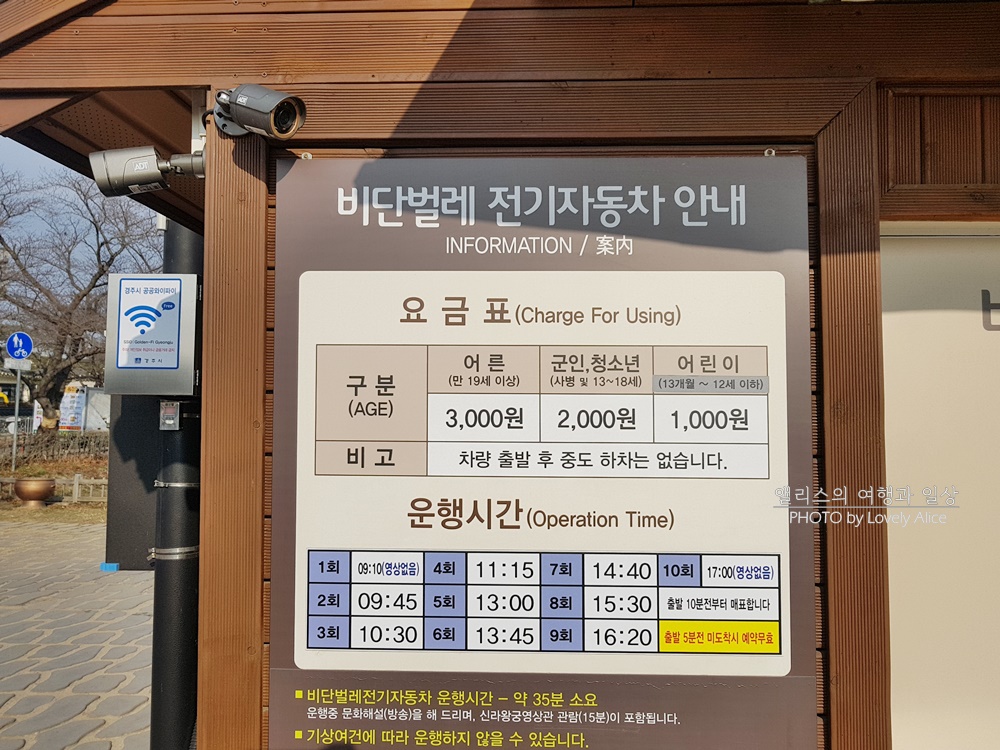 비단벌레 전기자동차 안내
INFORMATION / 案內
요금표(Charge For Using)
구분 (AGE)
어른 (만 19세 이상)
군인,청소년 (사병 및 13~18세)
어린이 (13개월 ~ 12세 이하)
3,000원 2,000원 1,000원
비고 차량 출발 후 중도 하차는 없습니다.
운행시간(Operation Time)
1회 09:10(영상없음) 4회 11:15 7회 14:40 10회 17:00(영상없음)
2회 09:45 5회 13:00 8회 15:30 출발 10분전부터 매표합니다
3회 10:30 6회 13:45 9회 16:20 출발 5분전 미도착시 예약무효
■ 비단벌레전기자동차 운행시간 - 약 35분 소요
운행중 문화해설(방송)을 해 드리며, 신라왕궁영상관 관람(15분)이 포함됩니다.
■ 기상여건에 따라 운행하지 않을 수 있습니다.
ADT
경주시 공공와이파이
Free
경주시
앨리스의 여행과 일상
PHOTO by Lovely Alice